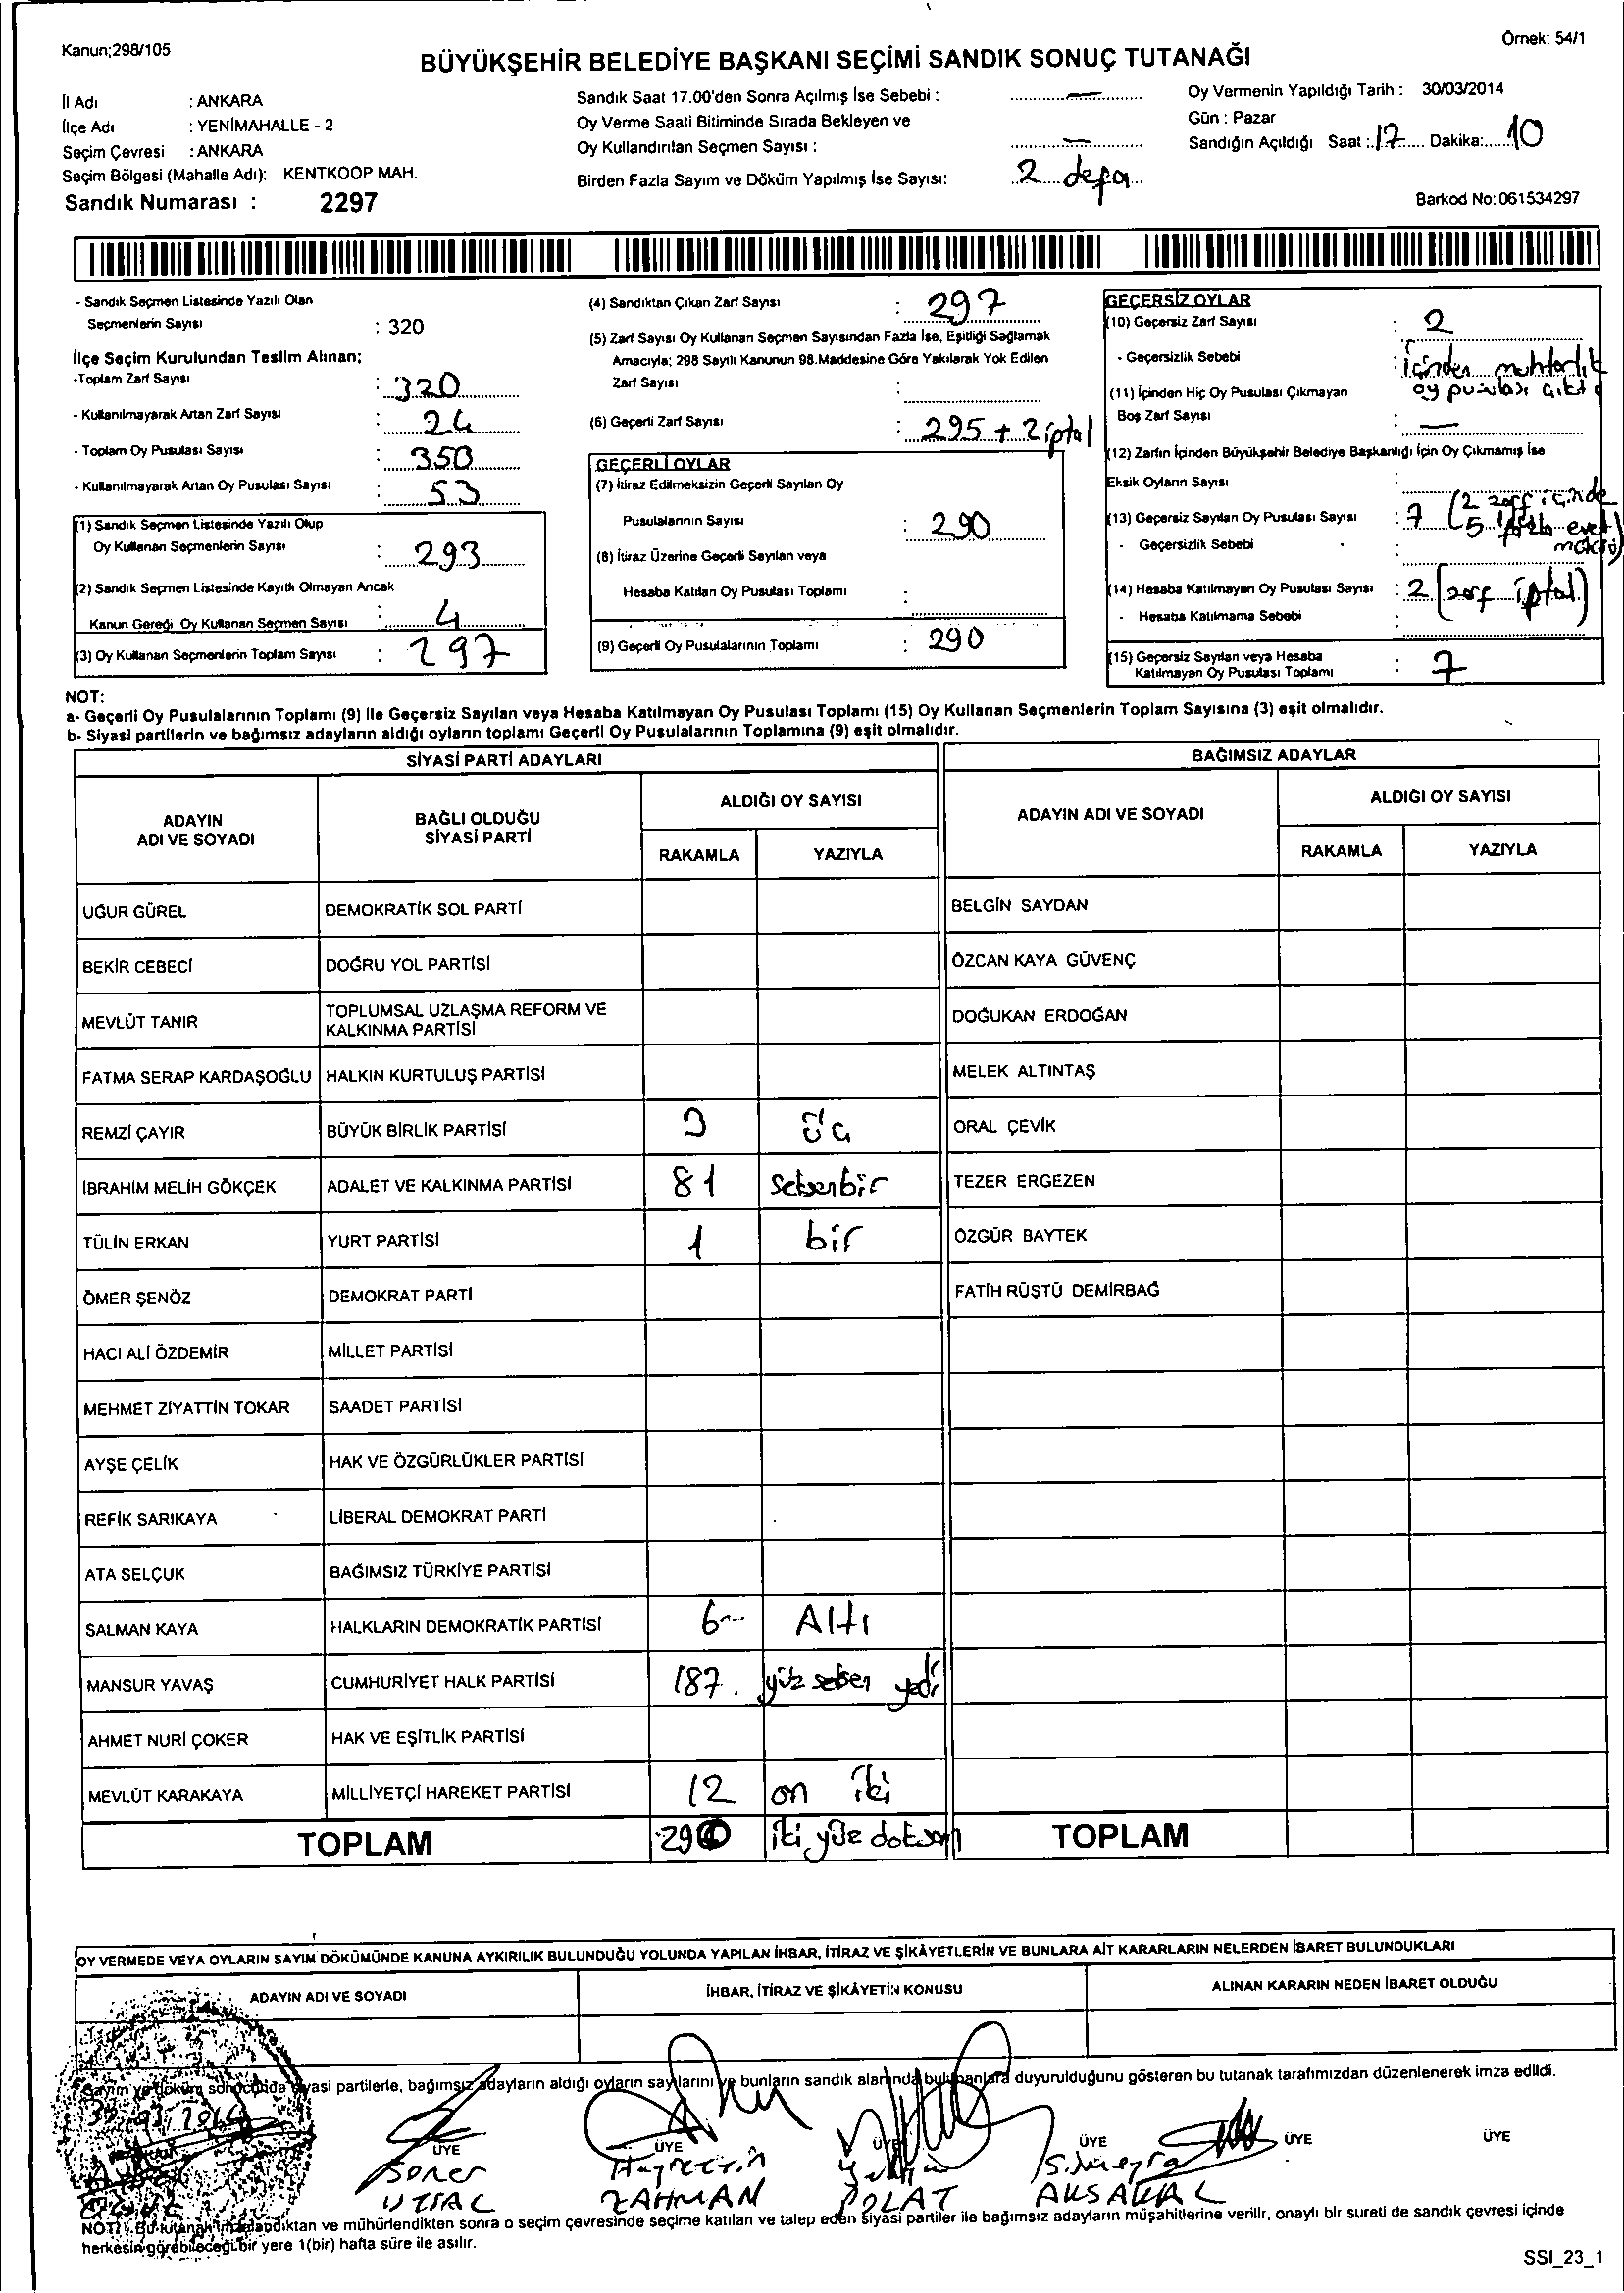 Kanun;298/105
Örnek: 54/1
BÜYÜKŞEHİR BELEDİYE BAŞKANI SEÇİMİ SANDIK SONUÇ TUTANAĞI
İl Adı : ANKARA
İlçe Adı : YENİMAHALLE - 2
Seçim Çevresi : ANKARA
Seçim Bölgesi (Mahalle Adı): KENTKOOP MAH.
Sandık Numarası : 2297
Sandık Saat 17.00'den Sonra Açılmış İse Sebebi : —
Oy Verme Saati Bitiminde Sırada Bekleyen ve
Oy Kullandırılan Seçmen Sayısı : —
Birden Fazla Sayım ve Döküm Yapılmış İse Sayısı: 2 defa
Oy Vermenin Yapıldığı Tarih : 30/03/2014
Gün : Pazar
Sandığın Açıldığı Saat : 17 Dakika: 10
Barkod No: 061534297
- Sandık Seçmen Listesinde Yazılı Olan
Seçmenlerin Sayısı : 320
İlçe Seçim Kurulundan Teslim Alınan;
-Toplam Zarf Sayısı : 320
- Kullanılmayarak Artan Zarf Sayısı : 24
- Toplam Oy Pusulası Sayısı : 350
- Kullanılmayarak Artan Oy Pusulası Sayısı : 53
(1) Sandık Seçmen Listesinde Yazılı Olup
Oy Kullanan Seçmenlerin Sayısı : 293
(2) Sandık Seçmen Listesinde Kayıtlı Olmayan Ancak
Kanun Gereği Oy Kullanan Seçmen Sayısı : 4
(3) Oy Kullanan Seçmenlerin Toplam Sayısı : 297
(4) Sandıktan Çıkan Zarf Sayısı : 297
(5) Zarf Sayısı Oy Kullanan Seçmen Sayısından Fazla İse, Eşitliği Sağlamak
Amacıyla; 298 Sayılı Kanunun 98.Maddesine Göre Yakılarak Yok Edilen
Zarf Sayısı :
(6) Geçerli Zarf Sayısı : 295 + 2 iptal
GEÇERLİ OYLAR
(7) İtiraz Edilmeksizin Geçerli Sayılan Oy
Pusulalarının Sayısı : 290
(8) İtiraz Üzerine Geçerli Sayılan veya
Hesaba Katılan Oy Pusulası Toplamı :
(9) Geçerli Oy Pusulalarının Toplamı : 290
GEÇERSİZ OYLAR
(10) Geçersiz Zarf Sayısı : 2
- Geçersizlik Sebebi : içinden muhtarlık
oy pusulası çıktı
(11) İçinden Hiç Oy Pusulası Çıkmayan
Boş Zarf Sayısı : —
(12) Zarfın İçinden Büyükşehir Belediye Başkanlığı İçin Oy Çıkmamış İse
Eksik Oyların Sayısı :
(13) Geçersiz Sayılan Oy Pusulası Sayısı : 7 (2 zarf içinde
5 fazla evet
- Geçersizlik Sebebi :
(14) Hesaba Katılmayan Oy Pusulası Sayısı : 2 (zarf iptal)
- Hesaba Katılmama Sebebi :
(15) Geçersiz Sayılan veya Hesaba
Katılmayan Oy Pusulası Toplamı : 7
NOT:
a- Geçerli Oy Pusulalarının Toplamı (9) ile Geçersiz Sayılan veya Hesaba Katılmayan Oy Pusulası Toplamı (15) Oy Kullanan Seçmenlerin Toplam Sayısına (3) eşit olmalıdır.
b- Siyasi partilerin ve bağımsız adayların aldığı oyların toplamı Geçerli Oy Pusulalarının Toplamına (9) eşit olmalıdır.
SİYASİ PARTİ ADAYLARI
BAĞIMSIZ ADAYLAR
ADAYIN
ADI VE SOYADI
BAĞLI OLDUĞU
SİYASİ PARTİ
ALDIĞI OY SAYISI
RAKAMLA YAZIYLA
ADAYIN ADI VE SOYADI
ALDIĞI OY SAYISI
RAKAMLA YAZIYLA
UĞUR GÜREL DEMOKRATİK SOL PARTİ BELGİN SAYDAN
BEKİR CEBECİ DOĞRU YOL PARTİSİ ÖZCAN KAYA GÜVENÇ
MEVLÜT TANIR TOPLUMSAL UZLAŞMA REFORM VE
KALKINMA PARTİSİ DOĞUKAN ERDOĞAN
FATMA SERAP KARDAŞOĞLU HALKIN KURTULUŞ PARTİSİ MELEK ALTINTAŞ
REMZİ ÇAYIR BÜYÜK BİRLİK PARTİSİ 3 üç ORAL ÇEVİK
İBRAHİM MELİH GÖKÇEK ADALET VE KALKINMA PARTİSİ 81 seksenbir TEZER ERGEZEN
TÜLİN ERKAN YURT PARTİSİ 1 bir ÖZGÜR BAYTEK
ÖMER ŞENÖZ DEMOKRAT PARTİ FATİH RÜŞTÜ DEMİRBAĞ
HACI ALİ ÖZDEMİR MİLLET PARTİSİ
MEHMET ZİYATTİN TOKAR SAADET PARTİSİ
AYŞE ÇELİK HAK VE ÖZGÜRLÜKLER PARTİSİ
REFİK SARIKAYA LİBERAL DEMOKRAT PARTİ
ATA SELÇUK BAĞIMSIZ TÜRKİYE PARTİSİ
SALMAN KAYA HALKLARIN DEMOKRATİK PARTİSİ 6 Altı
MANSUR YAVAŞ CUMHURİYET HALK PARTİSİ 187 yüz seksen yedi
AHMET NURİ ÇOKER HAK VE EŞİTLİK PARTİSİ
MEVLÜT KARAKAYA MİLLİYETÇİ HAREKET PARTİSİ 12 on iki
TOPLAM 290 iki yüz doksan TOPLAM
OY VERMEDE VEYA OYLARIN SAYIM DÖKÜMÜNDE KANUNA AYKIRILIK BULUNDUĞU YOLUNDA YAPILAN İHBAR, İTİRAZ VE ŞİKÂYETLERİN VE BUNLARA AİT KARARLARIN NELERDEN İBARET BULUNDUKLARI
ADAYIN ADI VE SOYADI İHBAR, İTİRAZ VE ŞİKÂYETİN KONUSU ALINAN KARARIN NEDEN İBARET OLDUĞU
Sayım ve döküm sonucunda siyasi partilerle, bağımsız adayların aldığı oyların sayılarını ve bunların sandık alanında bulunanlara duyurulduğunu gösteren bu tutanak tarafımızdan düzenlenerek imza edildi.
ÜYE ÜYE ÜYE ÜYE ÜYE ÜYE
Soner
POLAT AKSAKAL
NOT: Bu tutanak imzalandıktan ve mühürlendikten sonra o seçim çevresinde seçime katılan ve talep eden siyasi partiler ile bağımsız adayların müşahitlerine verilir, onaylı bir sureti de sandık çevresi içinde
herkesin görebileceği bir yere 1(bir) hafta süre ile asılır.
SSI_23_1